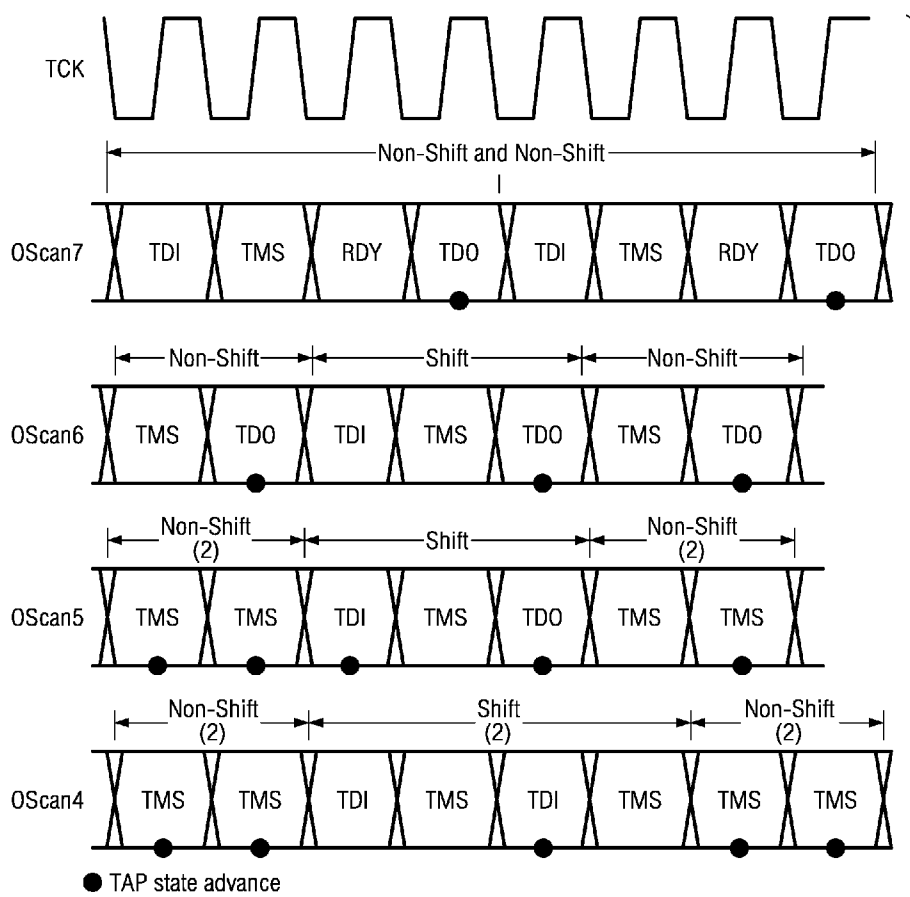 TCK
Non-Shift and Non-Shift
OScan7 TDI TMS RDY TDO TDI TMS RDY TDO
Non-Shift Shift Non-Shift
OScan6 TMS TDO TDI TMS TDO TMS TDO
Non-Shift (2) Shift Non-Shift (2)
OScan5 TMS TMS TDI TMS TDO TMS TMS
Non-Shift (2) Shift (2) Non-Shift (2)
OScan4 TMS TMS TDI TMS TDI TMS TMS TMS
TAP state advance